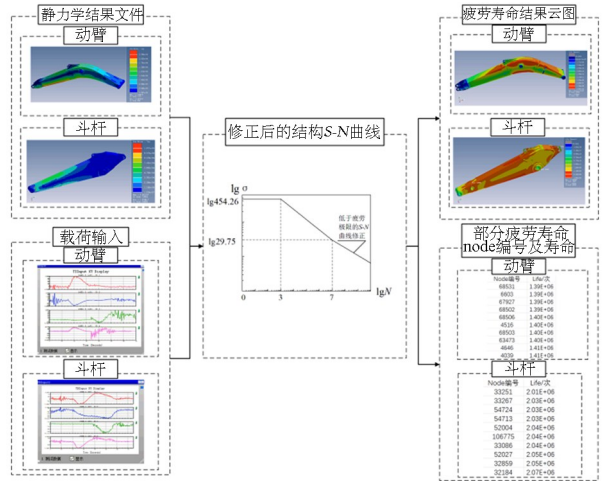 静力学结果文件
动臂
斗杆
载荷输入
动臂
斗杆
修正后的结构S-N曲线
lg σ
lg454.26
lg29.75
低于疲劳
极限的S-N
曲线修正
0
3
7
lgN
疲劳寿命结果云图
动臂
斗杆
部分疲劳寿命
node编号及寿命
动臂
Node编号 Life/次
68531 1.39E+06
6603 1.39E+06
67927 1.39E+06
68502 1.39E+06
68506 1.40E+06
4516 1.40E+06
68503 1.40E+06
63473 1.40E+06
4646 1.41E+06
4039 1.41E+06
斗杆
Node编号 Life/次
33251 2.01E+06
33267 2.03E+06
54724 2.03E+06
54713 2.03E+06
52004 2.04E+06
106775 2.04E+06
33086 2.04E+06
52027 2.05E+06
32859 2.05E+06
32184 2.07E+06